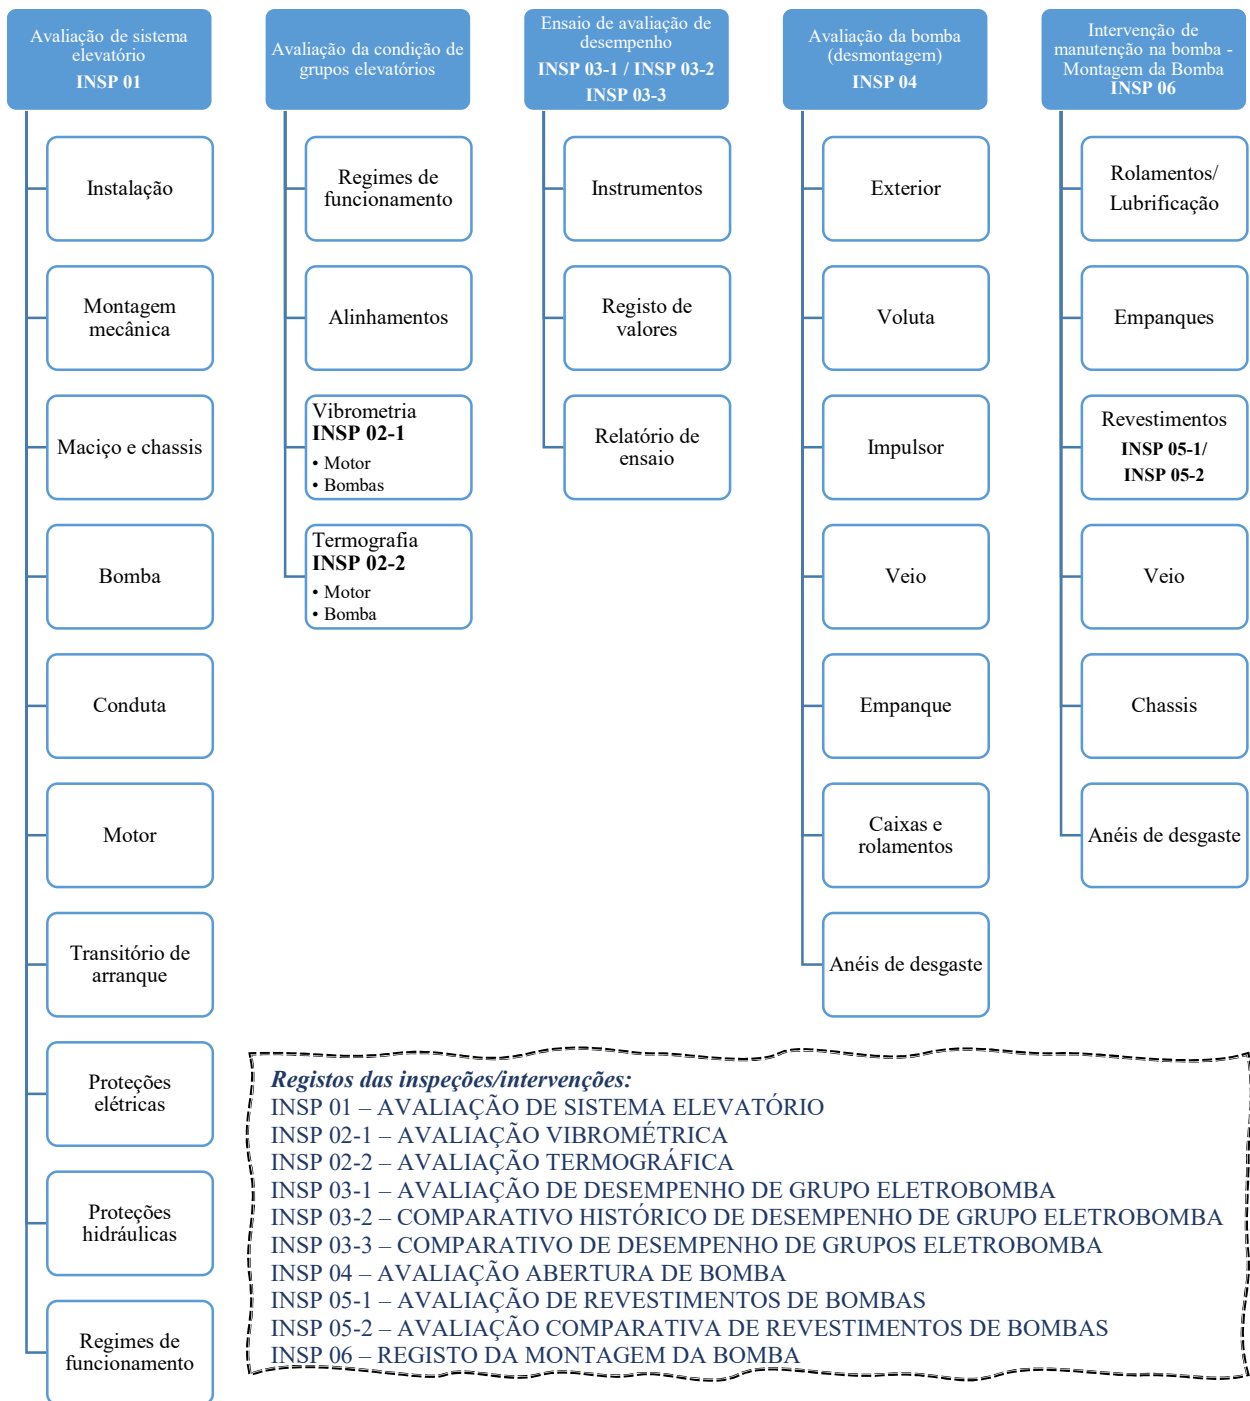 Avaliação de sistema
elevatório
INSP 01
Instalação
Montagem
mecânica
Maciço e chassis
Bomba
Conduta
Motor
Transitório de
arranque
Proteções
elétricas
Proteções
hidráulicas
Regimes de
funcionamento
Avaliação da condição de
grupos elevatórios
Regimes de
funcionamento
Alinhamentos
Vibrometria
INSP 02-1
• Motor
• Bombas
Termografia
INSP 02-2
• Motor
• Bomba
Ensaio de avaliação de
desempenho
INSP 03-1 / INSP 03-2
INSP 03-3
Instrumentos
Registo de
valores
Relatório de
ensaio
Avaliação da bomba
(desmontagem)
INSP 04
Exterior
Voluta
Impulsor
Veio
Empanque
Caixas e
rolamentos
Anéis de desgaste
Intervenção de
manutenção na bomba -
Montagem da Bomba
INSP 06
Rolamentos/
Lubrificação
Empanques
Revestimentos
INSP 05-1/
INSP 05-2
Veio
Chassis
Anéis de desgaste
Registos das inspeções/intervenções:
INSP 01 – AVALIAÇÃO DE SISTEMA ELEVATÓRIO
INSP 02-1 – AVALIAÇÃO VIBROMÉTRICA
INSP 02-2 – AVALIAÇÃO TERMOGRÁFICA
INSP 03-1 – AVALIAÇÃO DE DESEMPENHO DE GRUPO ELETROBOMBA
INSP 03-2 – COMPARATIVO HISTÓRICO DE DESEMPENHO DE GRUPO ELETROBOMBA
INSP 03-3 – COMPARATIVO DE DESEMPENHO DE GRUPOS ELETROBOMBA
INSP 04 – AVALIAÇÃO ABERTURA DE BOMBA
INSP 05-1 – AVALIAÇÃO DE REVESTIMENTOS DE BOMBAS
INSP 05-2 – AVALIAÇÃO COMPARATIVA DE REVESTIMENTOS DE BOMBAS
INSP 06 – REGISTO DA MONTAGEM DA BOMBA